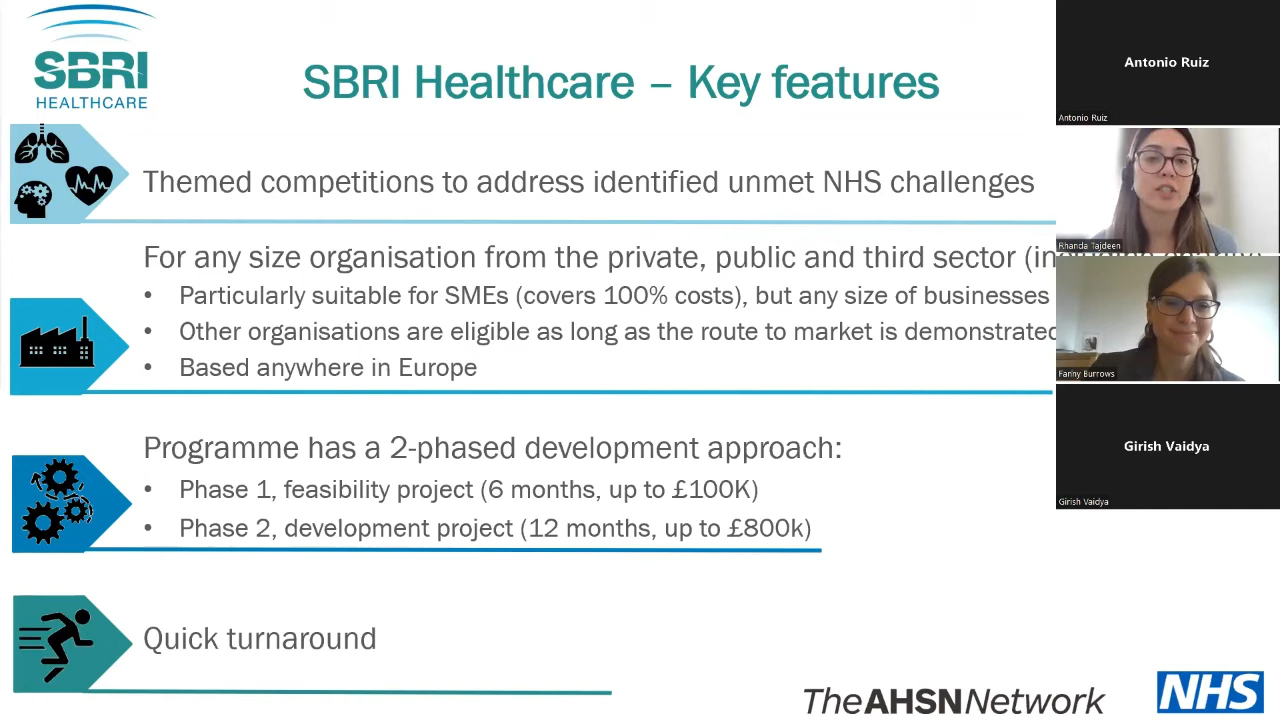 SBRI
HEALTHCARE
SBRI Healthcare – Key features
Themed competitions to address identified unmet NHS challenges
For any size organisation from the private, public and third sector (including charity)
• Particularly suitable for SMEs (covers 100% costs), but any size of businesses
• Other organisations are eligible as long as the route to market is demonstrated
• Based anywhere in Europe
Programme has a 2-phased development approach:
• Phase 1, feasibility project (6 months, up to £100K)
• Phase 2, development project (12 months, up to £800k)
Quick turnaround
TheAHSNNetwork
NHS
Antonio Ruiz
Antonio Ruiz
Rhanda Tajdeen
Fanny Burrows
Girish Vaidya
Girish Vaidya